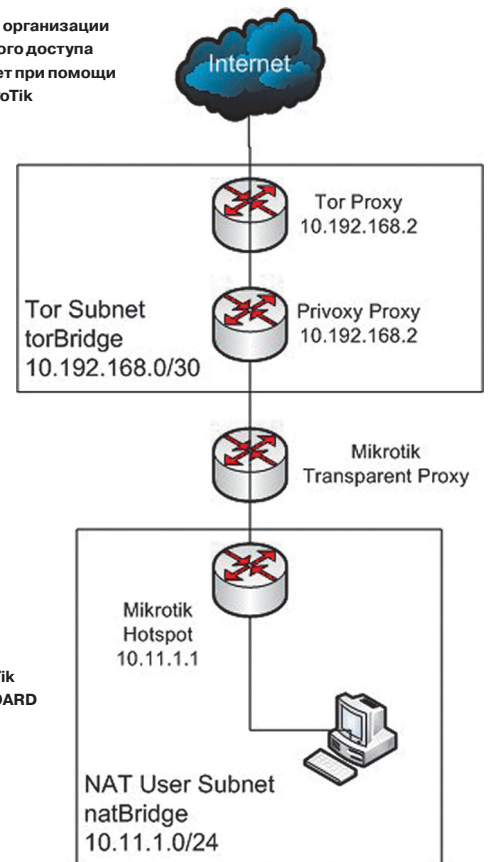 организации
ого доступа
ет при помощи
oTik
Internet
Tor Proxy
10.192.168.2
Tor Subnet
torBridge
10.192.168.0/30
Privoxy Proxy
10.192.168.2
Mikrotik
Transparent Proxy
Mikrotik
Hotspot
10.11.1.1
Tik
OARD
NAT User Subnet
natBridge
10.11.1.0/24